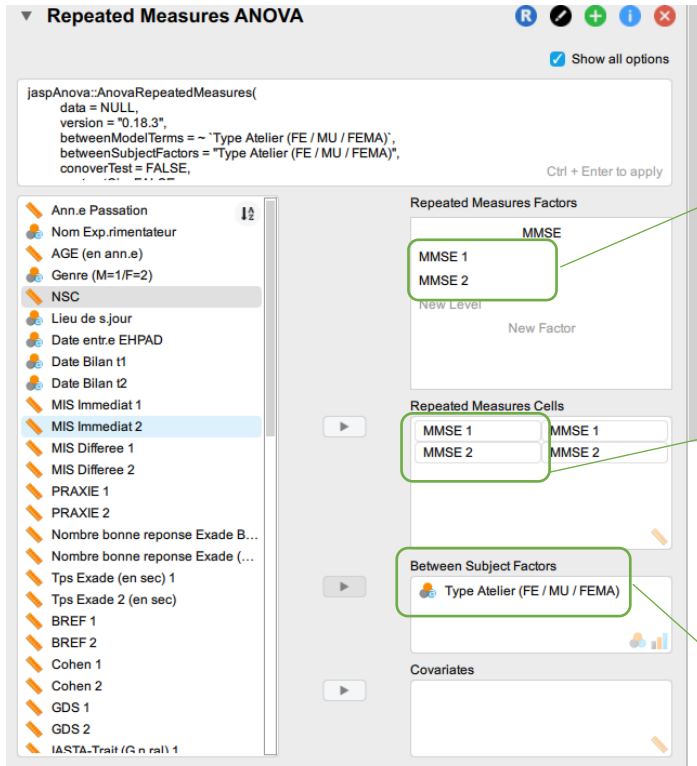 Repeated Measures ANOVA
R
i
Show all options
jaspAnova::AnovaRepeatedMeasures(
data = NULL,
version = "0.18.3",
betweenModelTerms = ~ `Type Atelier (FE / MU / FEMA)`,
betweenSubjectFactors = "Type Atelier (FE / MU / FEMA)",
conoverTest = FALSE,
Ctrl + Enter to apply
Ann.e Passation
Nom Exp.rimentateur
AGE (en ann.e)
Genre (M=1/F=2)
NSC
Lieu de s.jour
Date entr.e EHPAD
Date Bilan t1
Date Bilan t2
MIS Immediat 1
MIS Immediat 2
MIS Differee 1
MIS Differee 2
PRAXIE 1
PRAXIE 2
Nombre bonne reponse Exade B...
Nombre bonne reponse Exade (...
Tps Exade (en sec) 1
Tps Exade 2 (en sec)
BREF 1
BREF 2
Cohen 1
Cohen 2
GDS 1
GDS 2
IASTA-Trait (G.n.ral) 1
Repeated Measures Factors
MMSE
MMSE 1
MMSE 2
New Level
New Factor
Repeated Measures Cells
MMSE 1 MMSE 1
MMSE 2 MMSE 2
Between Subject Factors
Type Atelier (FE / MU / FEMA)
Covariates